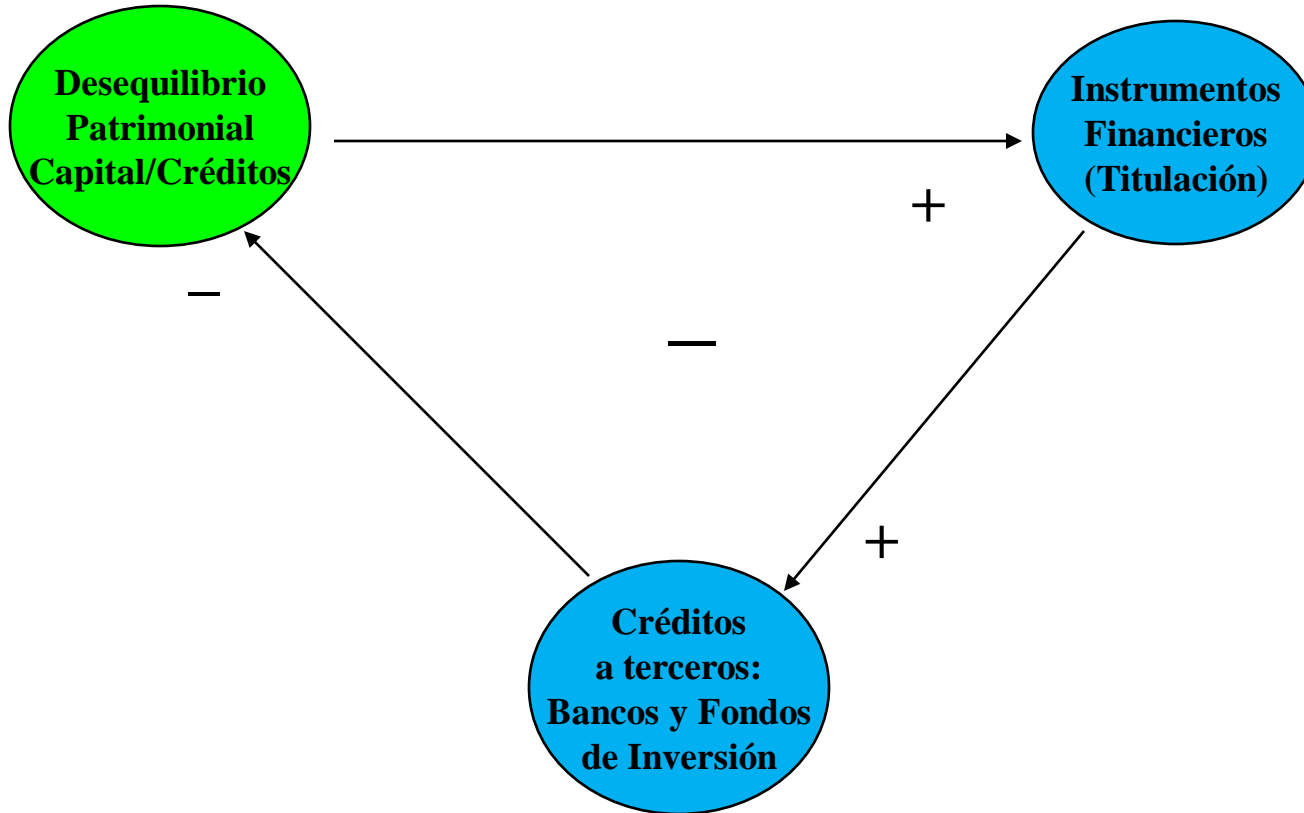 Desequilibrio
Patrimonial
Capital/Créditos
Instrumentos
Financieros
(Titulación)
+
–
—
+
Créditos
a terceros:
Bancos y Fondos
de Inversión